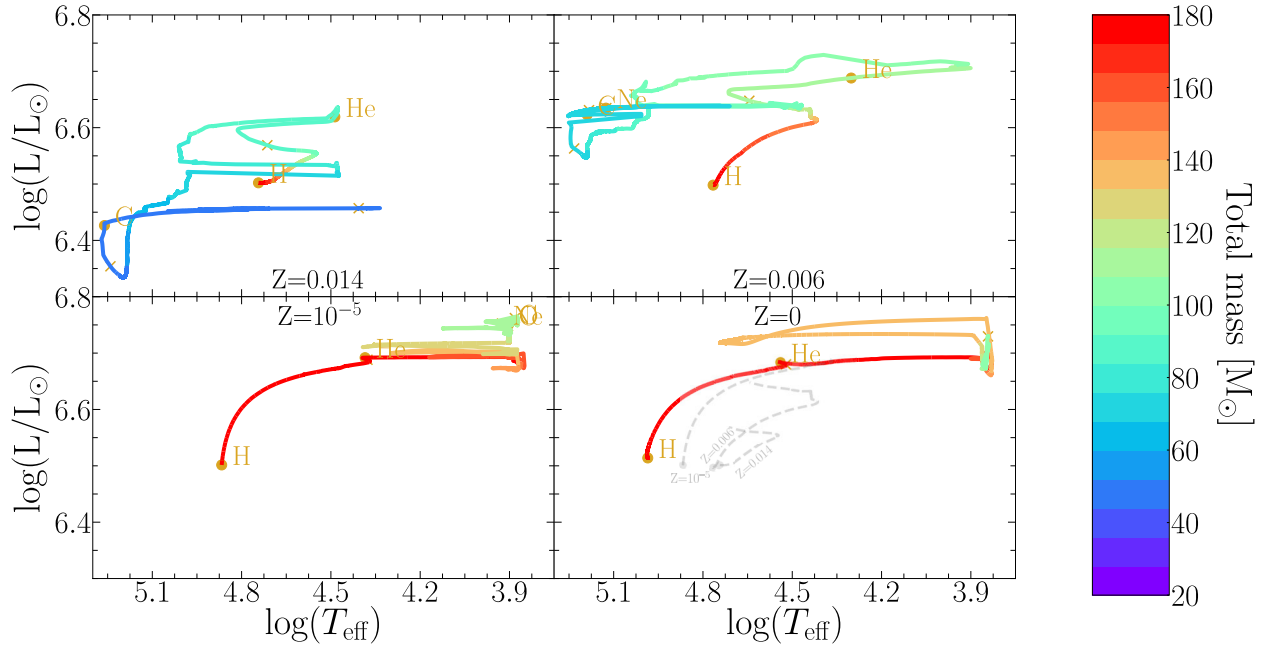 log(L/L⊙)
6.8
6.6
6.4
He
H
C
Z=0.014
He
C
Ne
H
Z=0.006
log(L/L⊙)
6.8
6.6
6.4
Z=10⁻⁵
C
Ne
He
H
Z=0
He
H
Z=0.006
Z=0.014
Z=10⁻⁵
5.1 4.8 4.5 4.2 3.9
5.1 4.8 4.5 4.2 3.9
log(Teff)
log(Teff)
180
160
140
120
100
80
60
40
20
Total mass [M⊙]